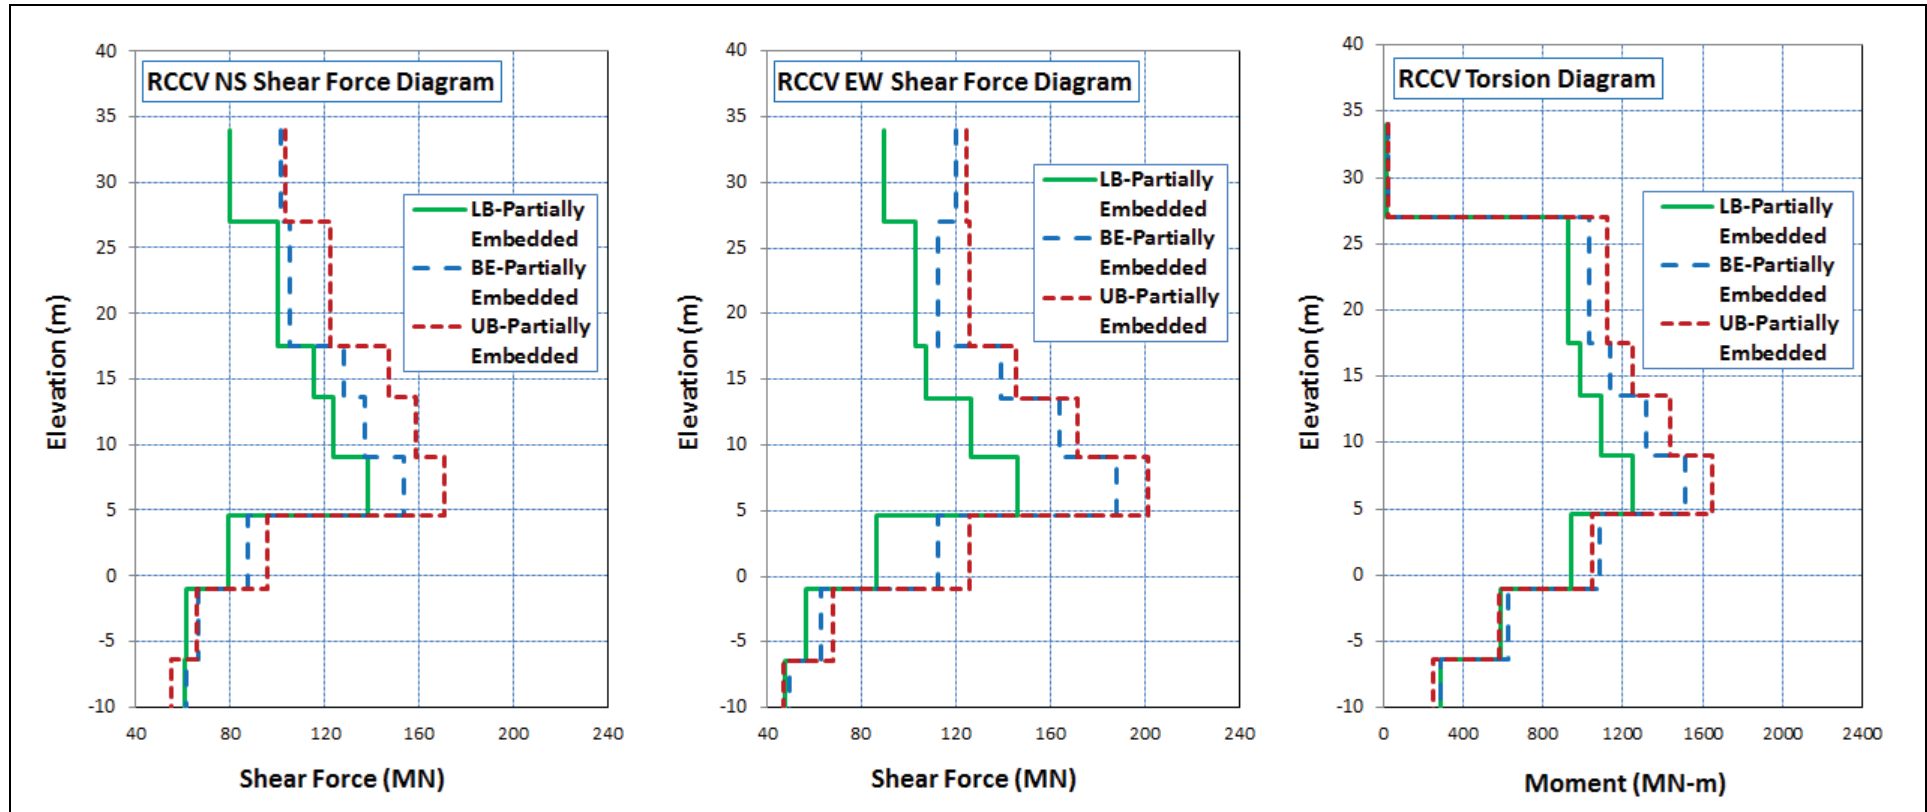 RCCV NS Shear Force Diagram
40
35
30
25
20
15
10
5
0
-5
-10
Elevation (m)
LB-Partially
Embedded
BE-Partially
Embedded
UB-Partially
Embedded
40 80 120 160 200 240
Shear Force (MN)
RCCV EW Shear Force Diagram
40
35
30
25
20
15
10
5
0
-5
-10
Elevation (m)
LB-Partially
Embedded
BE-Partially
Embedded
UB-Partially
Embedded
40 80 120 160 200 240
Shear Force (MN)
RCCV Torsion Diagram
40
35
30
25
20
15
10
5
0
-5
-10
Elevation (m)
LB-Partially
Embedded
BE-Partially
Embedded
UB-Partially
Embedded
0 400 800 1200 1600 2000 2400
Moment (MN-m)